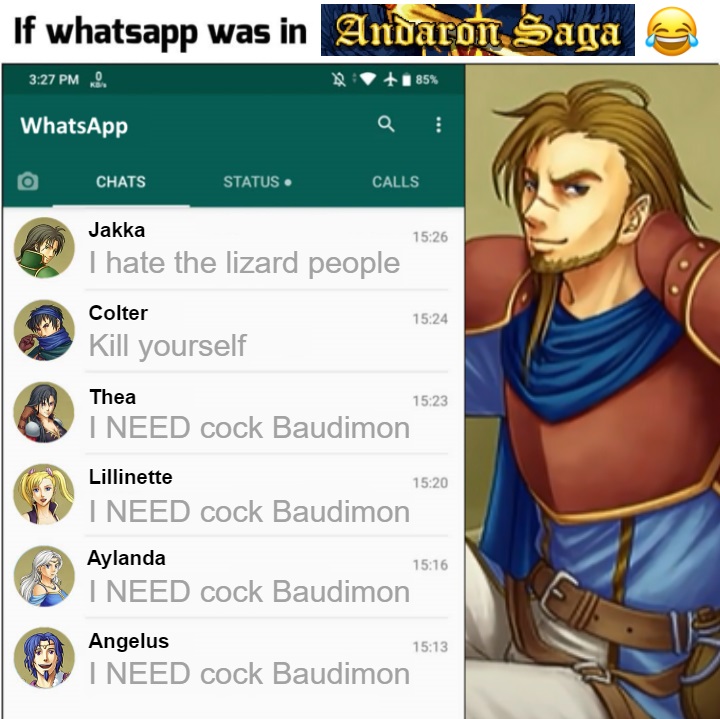 If whatsapp was in Andaron Saga 😂
3:27 PM 0 KB/s 85%
WhatsApp
CHATS STATUS CALLS
Jakka 15:26
I hate the lizard people
Colter 15:24
Kill yourself
Thea 15:23
I NEED cock Baudimon
Lillinette 15:20
I NEED cock Baudimon
Aylanda 15:16
I NEED cock Baudimon
Angelus 15:13
I NEED cock Baudimon